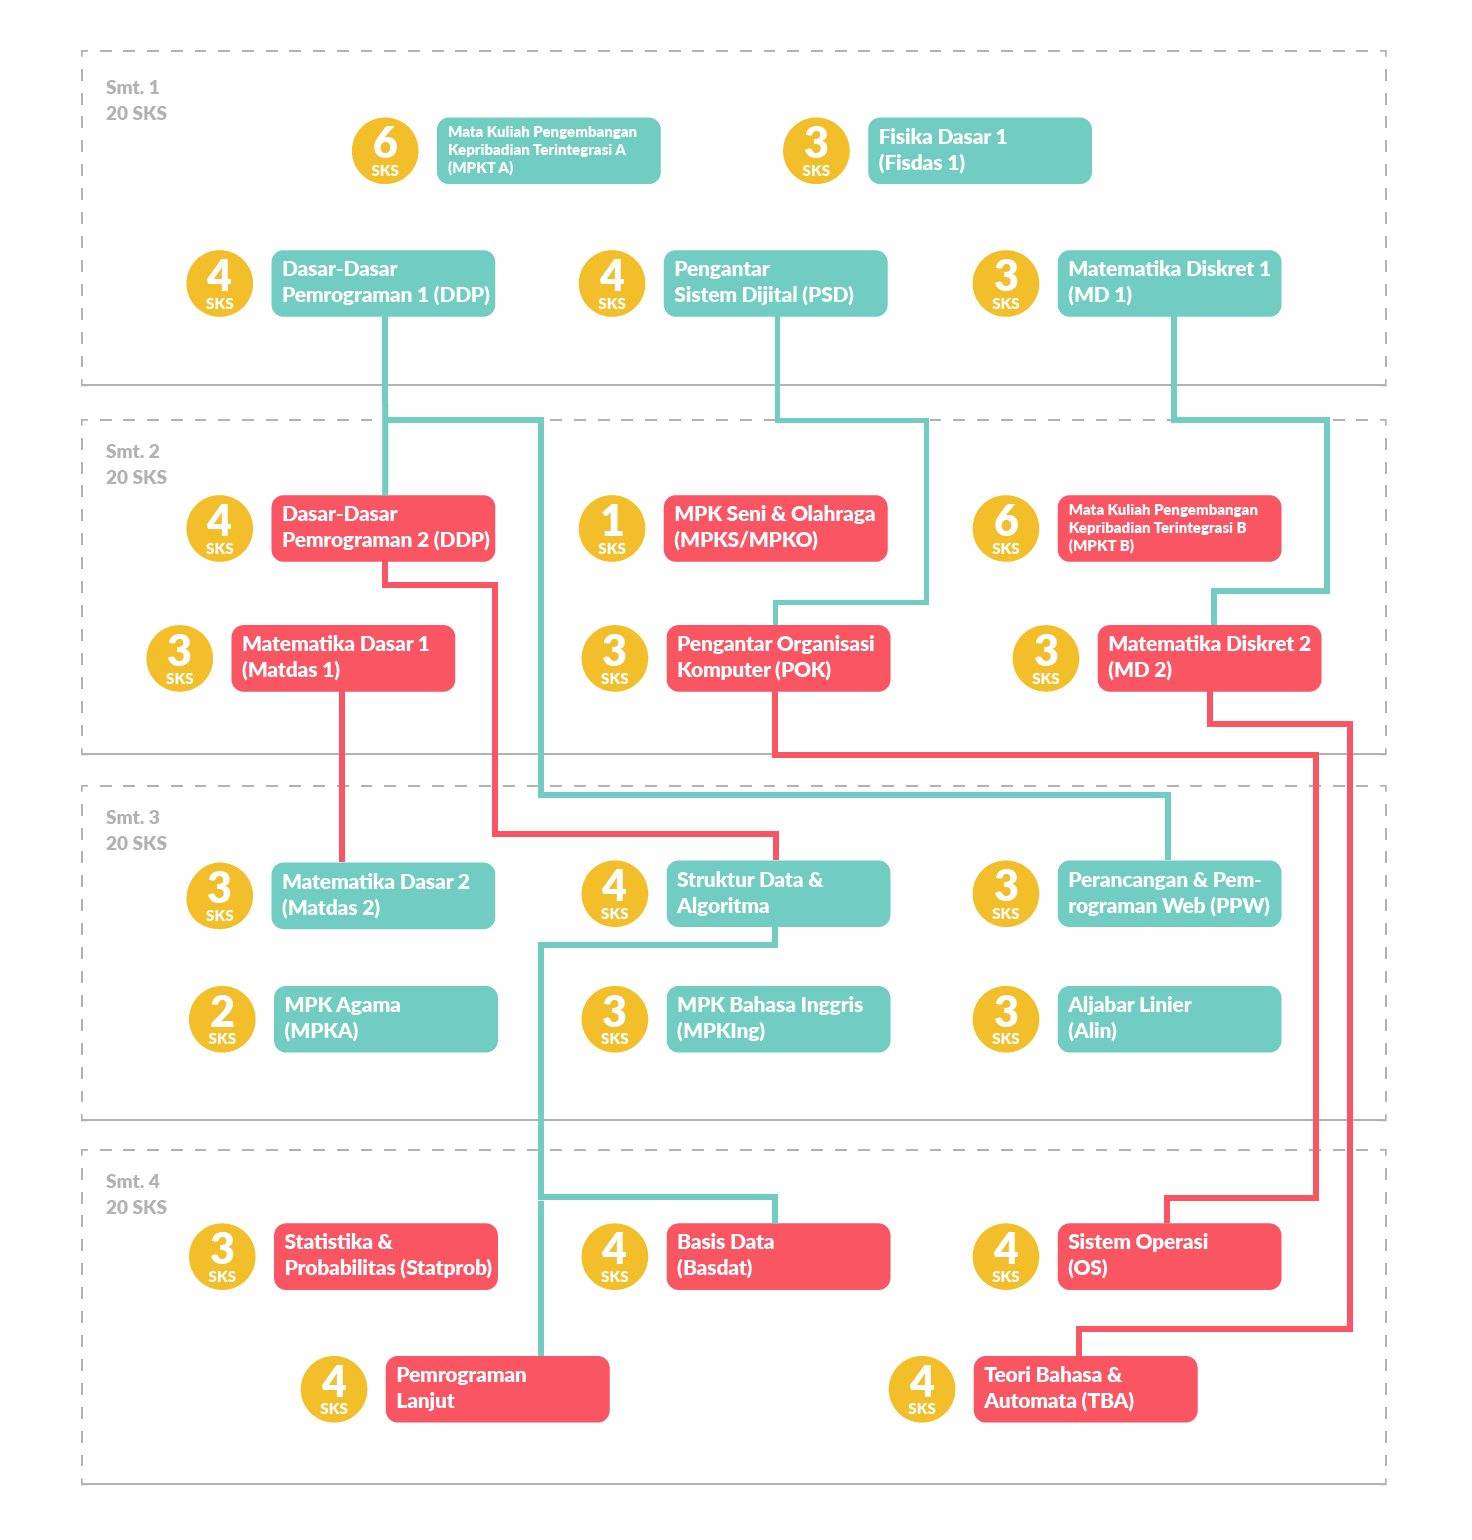 Smt. 1
20 SKS
6
SKS
Mata Kuliah Pengembangan
Kepribadian Terintegrasi A
(MPKT A)
3
SKS
Fisika Dasar 1
(Fisdas 1)
4
SKS
Dasar-Dasar
Pemrograman 1 (DDP)
4
SKS
Pengantar
Sistem Dijital (PSD)
3
SKS
Matematika Diskret 1
(MD 1)
Smt. 2
20 SKS
4
SKS
Dasar-Dasar
Pemrograman 2 (DDP)
1
SKS
MPK Seni & Olahraga
(MPKS/MPKO)
6
SKS
Mata Kuliah Pengembangan
Kepribadian Terintegrasi B
(MPKT B)
3
SKS
Matematika Dasar 1
(Matdas 1)
3
SKS
Pengantar Organisasi
Komputer (POK)
3
SKS
Matematika Diskret 2
(MD 2)
Smt. 3
20 SKS
3
SKS
Matematika Dasar 2
(Matdas 2)
4
SKS
Struktur Data &
Algoritma
3
SKS
Perancangan & Pem-
rograman Web (PPW)
2
SKS
MPK Agama
(MPKA)
3
SKS
MPK Bahasa Inggris
(MPKIng)
3
SKS
Aljabar Linier
(Alin)
Smt. 4
20 SKS
3
SKS
Statistika &
Probabilitas (Statprob)
4
SKS
Basis Data
(Basdat)
4
SKS
Sistem Operasi
(OS)
4
SKS
Pemrograman
Lanjut
4
SKS
Teori Bahasa &
Automata (TBA)